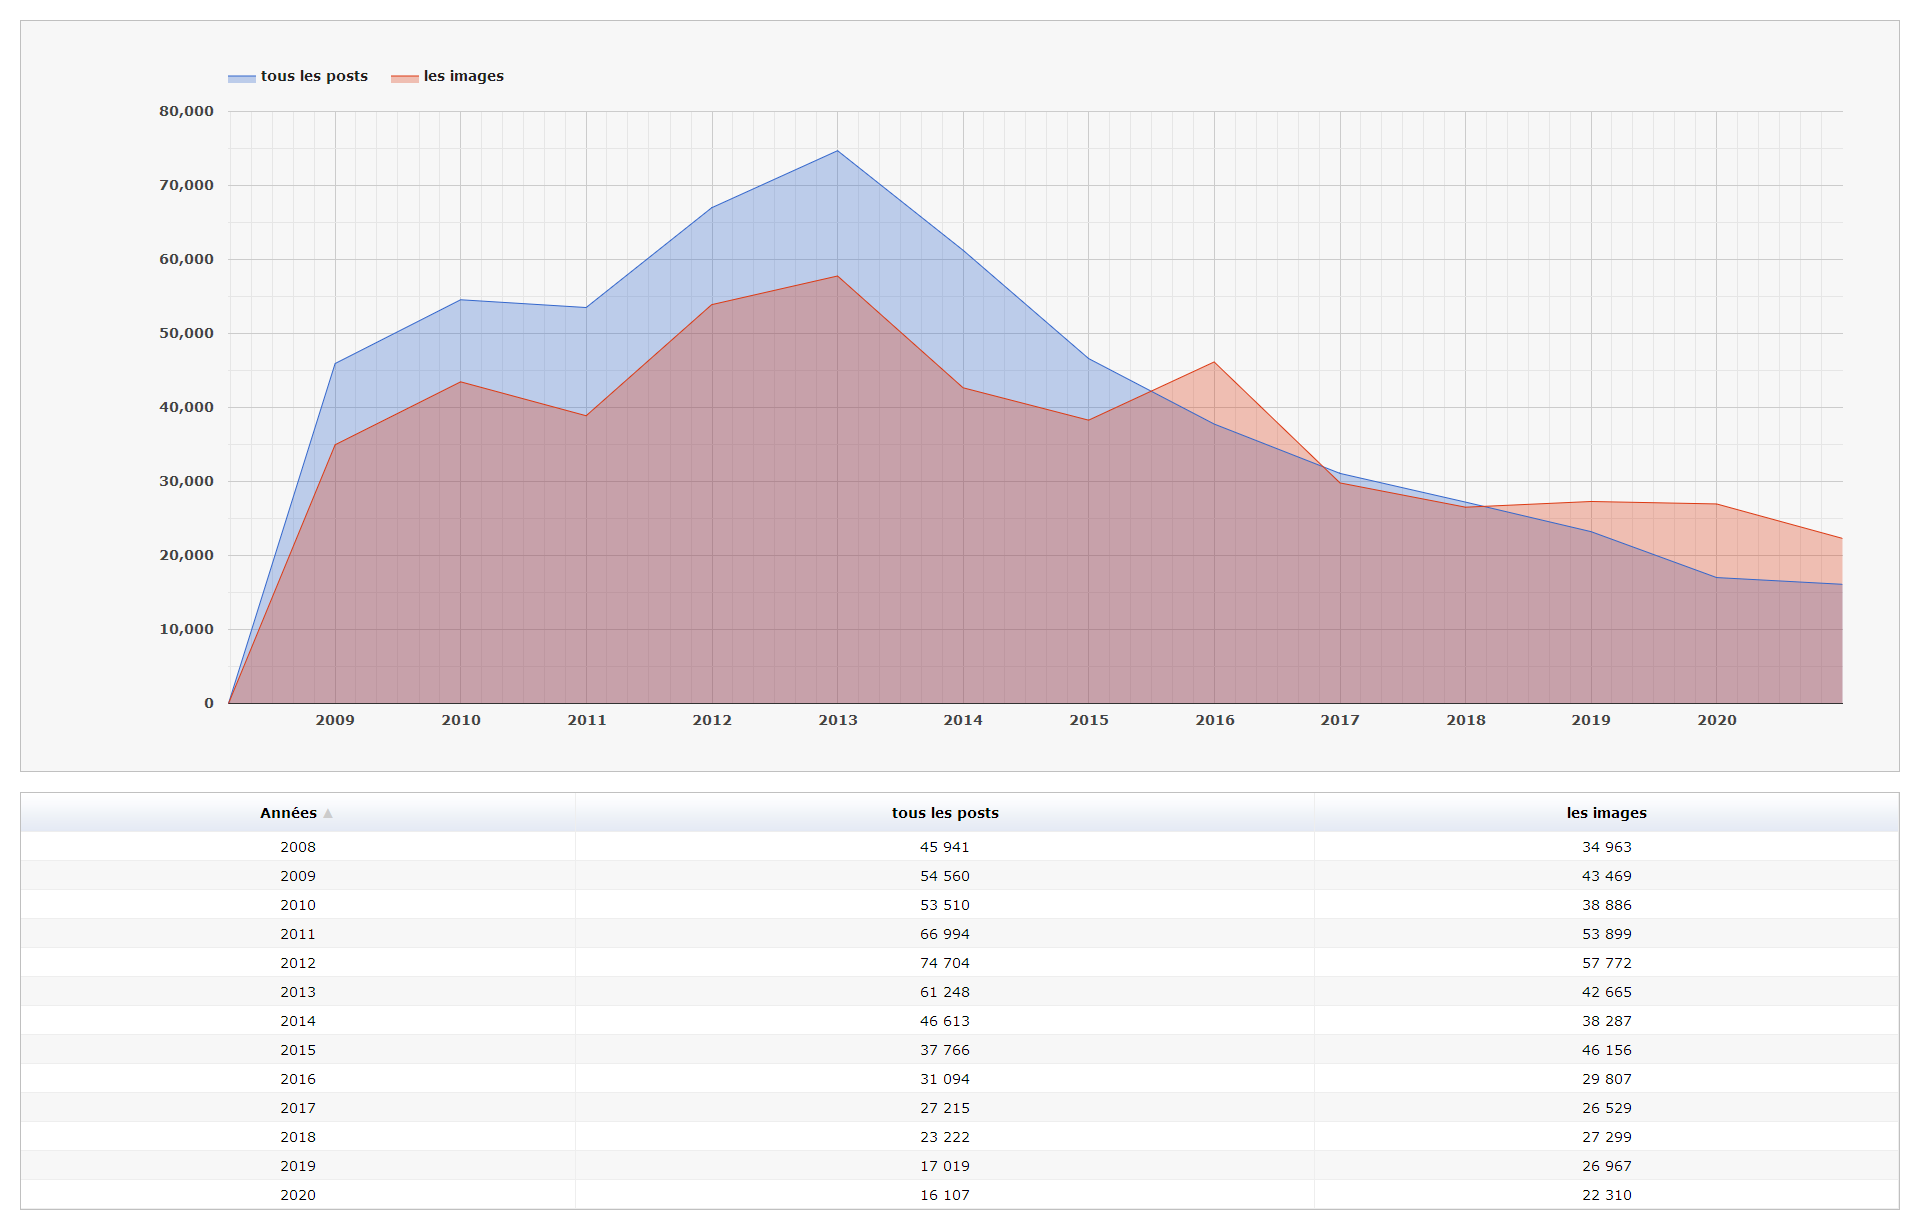 tous les posts les images
80,000
70,000
60,000
50,000
40,000
30,000
20,000
10,000
0
2009 2010 2011 2012 2013 2014 2015 2016 2017 2018 2019 2020
Années tous les posts les images
2008 45 941 34 963
2009 54 560 43 469
2010 53 510 38 886
2011 66 994 53 899
2012 74 704 57 772
2013 61 248 42 665
2014 46 613 38 287
2015 37 766 46 156
2016 31 094 29 807
2017 27 215 26 529
2018 23 222 27 299
2019 17 019 26 967
2020 16 107 22 310